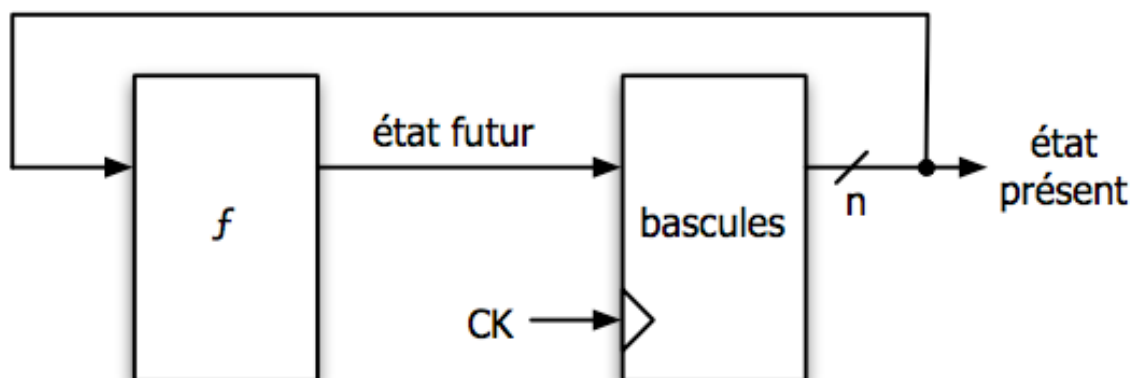 état futur
état
présent
n
f
bascules
CK